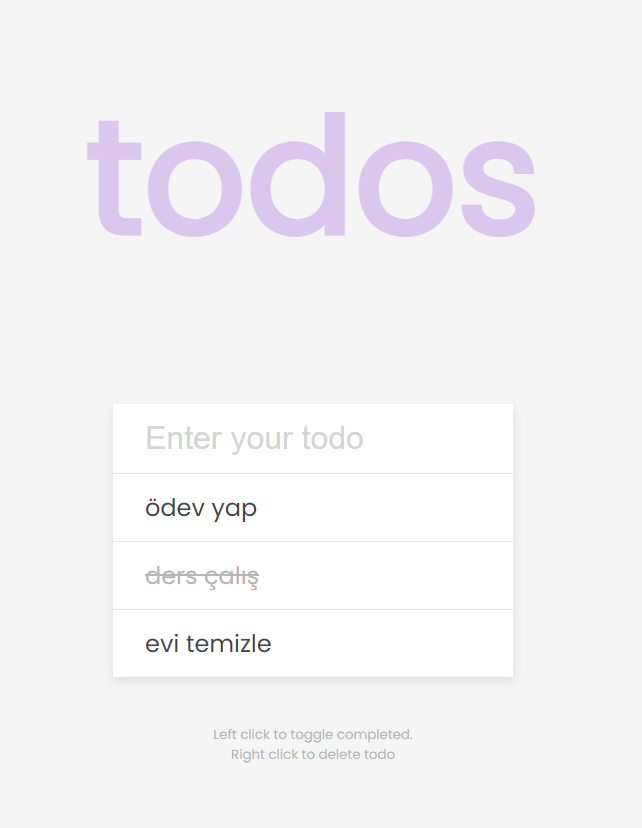 todos
Enter your todo
ödev yap
ders çalış
evi temizle
Left click to toggle completed.
Right click to delete todo